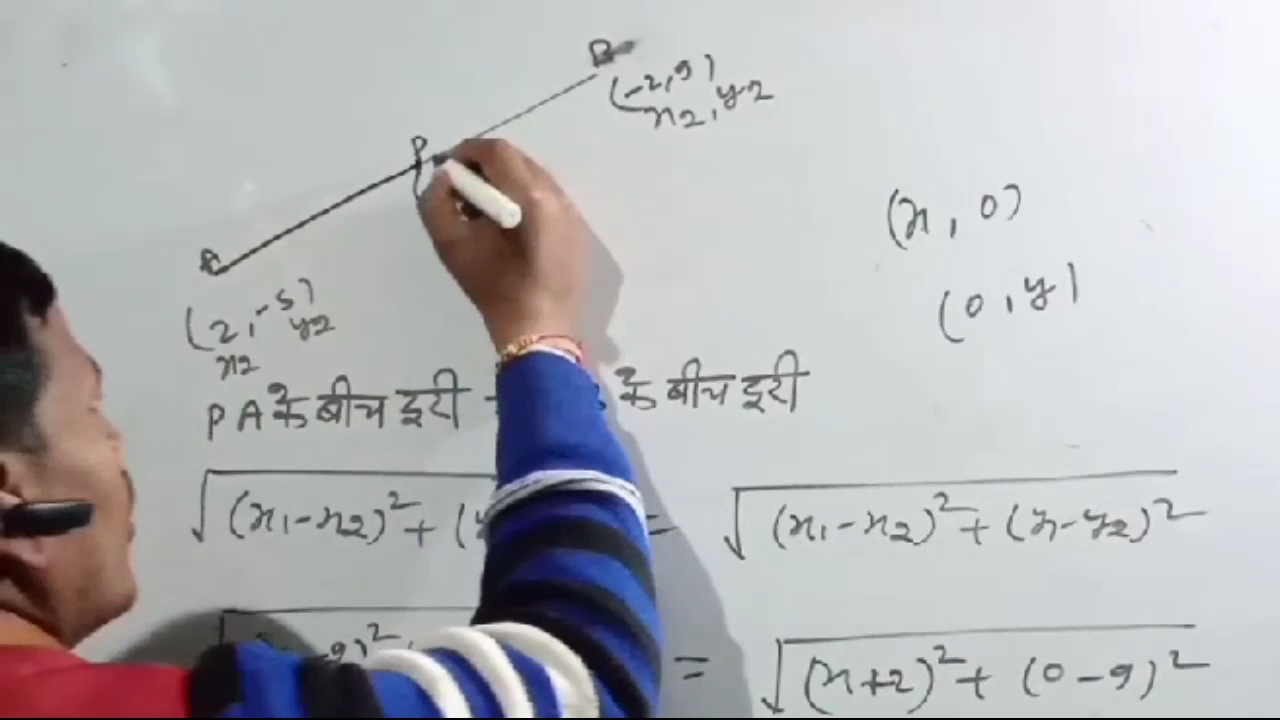 B
(-2, 9)
x2, y2
P
(x, 0)
A
(0, y)
(2, -5)
x2 y2
PA के बीच दूरी के बीच दूरी
√(x1-x2)²+ = √(x1-x2)²+(y1-y2)²
= √(x+2)²+(0-9)²